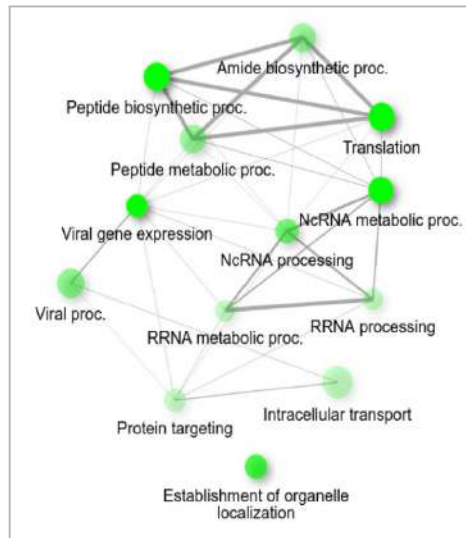 Amide biosynthetic proc.
Peptide biosynthetic proc.
Translation
Peptide metabolic proc.
NcRNA metabolic proc.
Viral gene expression
NcRNA processing
Viral proc.
RRNA processing
RRNA metabolic proc.
Intracellular transport
Protein targeting
Establishment of organelle
localization